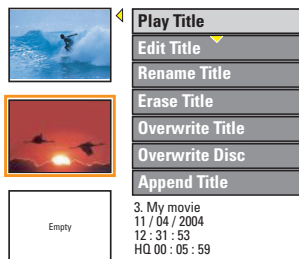 Play Title
Edit Title
Rename Title
Erase Title
Overwrite Title
Overwrite Disc
Append Title
Empty
3. My movie
11 / 04 / 2004
12 : 31 : 53
HQ 00 : 05 : 59